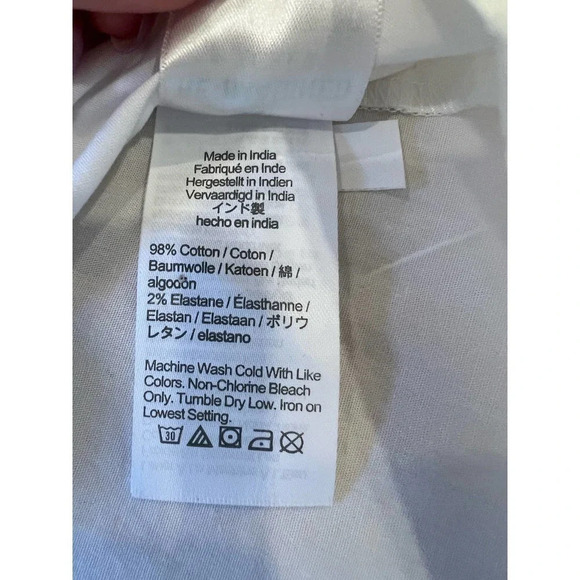 Made in India
Fabriqué en Inde
Hergestellt in Indien
Vervaardigd in India
インド製
hecho en india
98% Cotton / Coton /
Baumwolle / Katoen / 綿 /
algodón
2% Elastane / Élasthanne /
Elastan / Elastaan / ポリウ
レタン / elastano
Machine Wash Cold With Like
Colors. Non-Chlorine Bleach
Only. Tumble Dry Low. Iron on
Lowest Setting.
30